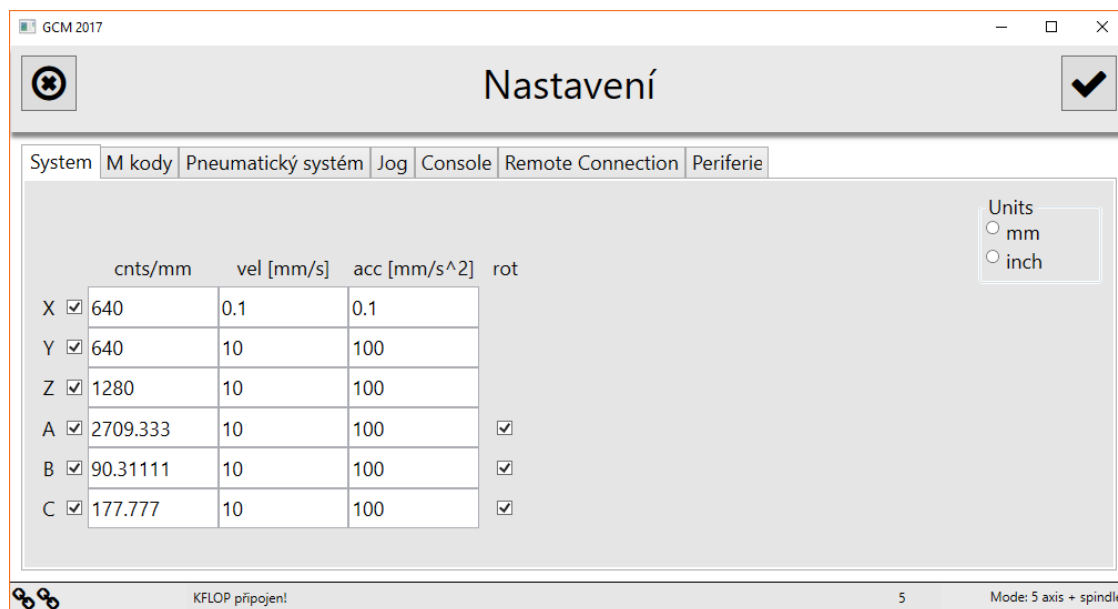 GCM 2017
Nastavení
System M kody Pneumatický systém Jog Console Remote Connection Periferie
Units
mm
inch
cnts/mm vel [mm/s] acc [mm/s^2] rot
X 640 0.1 0.1
Y 640 10 100
Z 1280 10 100
A 2709.333 10 100
B 90.31111 10 100
C 177.777 10 100
KFLOP připojen! 5 Mode: 5 axis + spindle